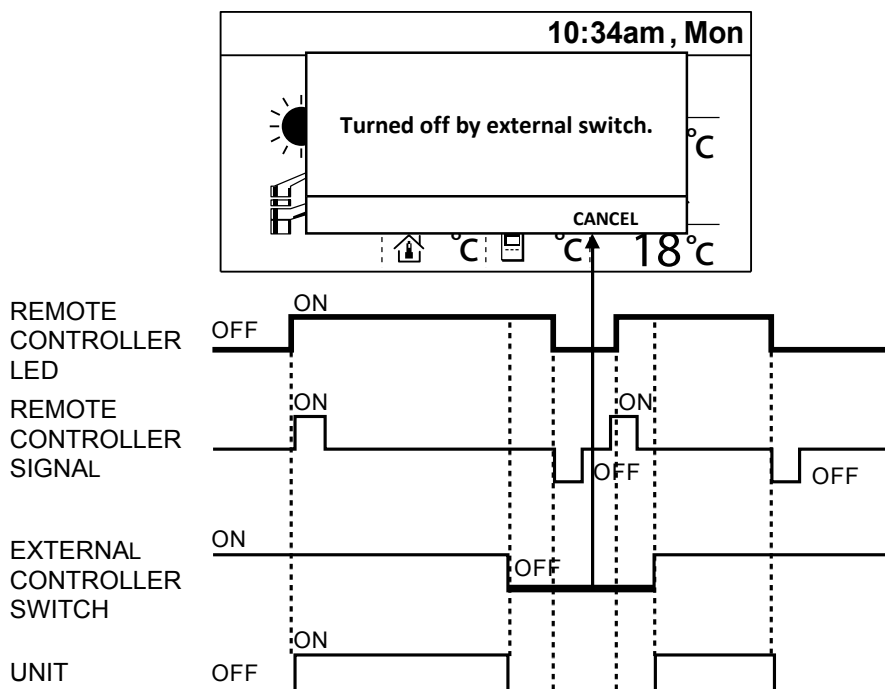 10:34am , Mon
Turned off by external switch.
°C
CANCEL
°C °C 18°C
REMOTE
CONTROLLER
LED
OFF
ON
REMOTE
CONTROLLER
SIGNAL
ON
OFF
ON
OFF
EXTERNAL
CONTROLLER
SWITCH
ON
OFF
UNIT
OFF
ON